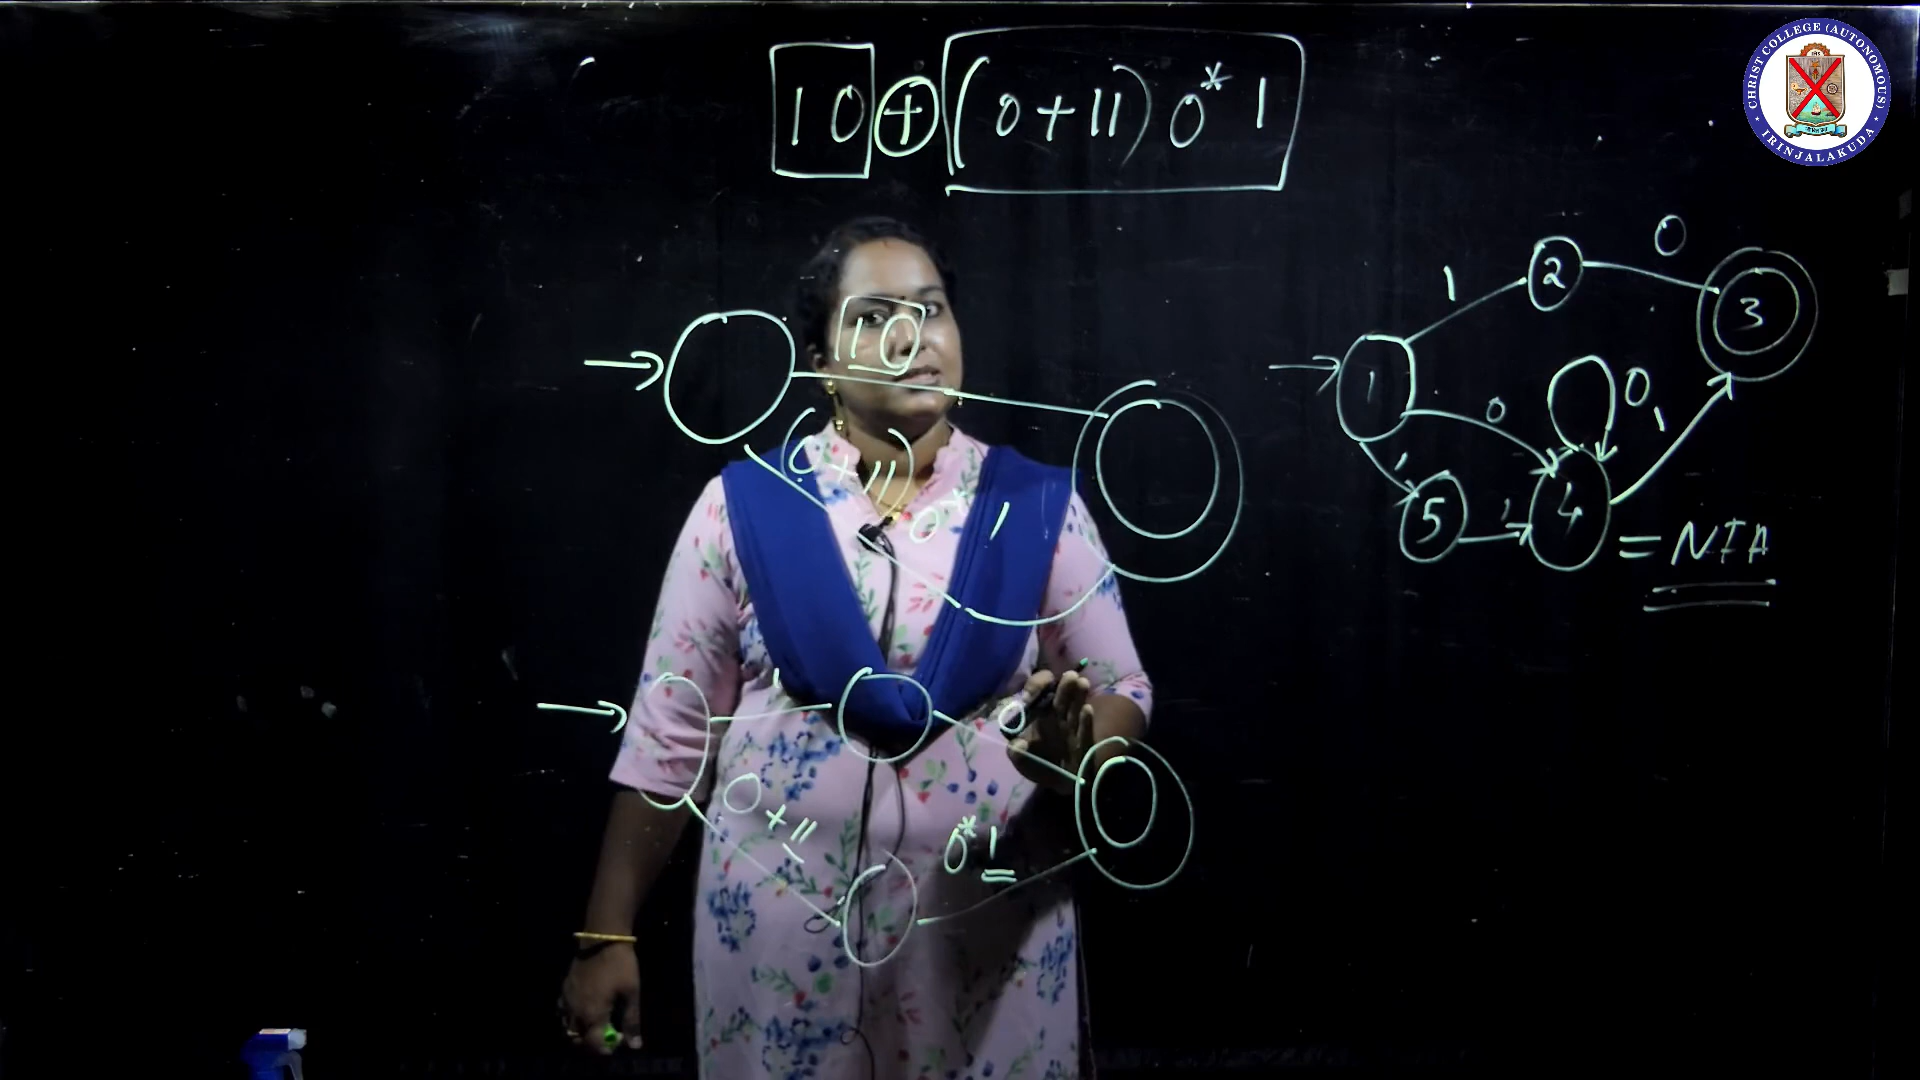 10 + (0+11)0* 1
CHRIST COLLEGE (AUTONOMOUS)
IRINJALAKUDA
10
(0+11) 0* 1
1 0
0+11 0* 1
1 2 0 3
1 0 0 1
1 5 1 4
= NFA